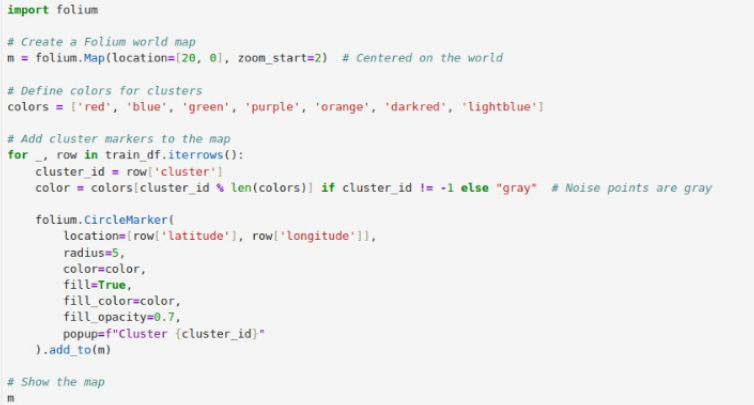 import folium
# Create a Folium world map
m = folium.Map(location=[20, 0], zoom_start=2)  # Centered on the world
# Define colors for clusters
colors = ['red', 'blue', 'green', 'purple', 'orange', 'darkred', 'lightblue']
# Add cluster markers to the map
for _, row in train_df.iterrows():
    cluster_id = row['cluster']
    color = colors[cluster_id % len(colors)] if cluster_id != -1 else "gray"  # Noise points are gray
    folium.CircleMarker(
        location=[row['latitude'], row['longitude']],
        radius=5,
        color=color,
        fill=True,
        fill_color=color,
        fill_opacity=0.7,
        popup=f"Cluster {cluster_id}"
    ).add_to(m)
# Show the map
m